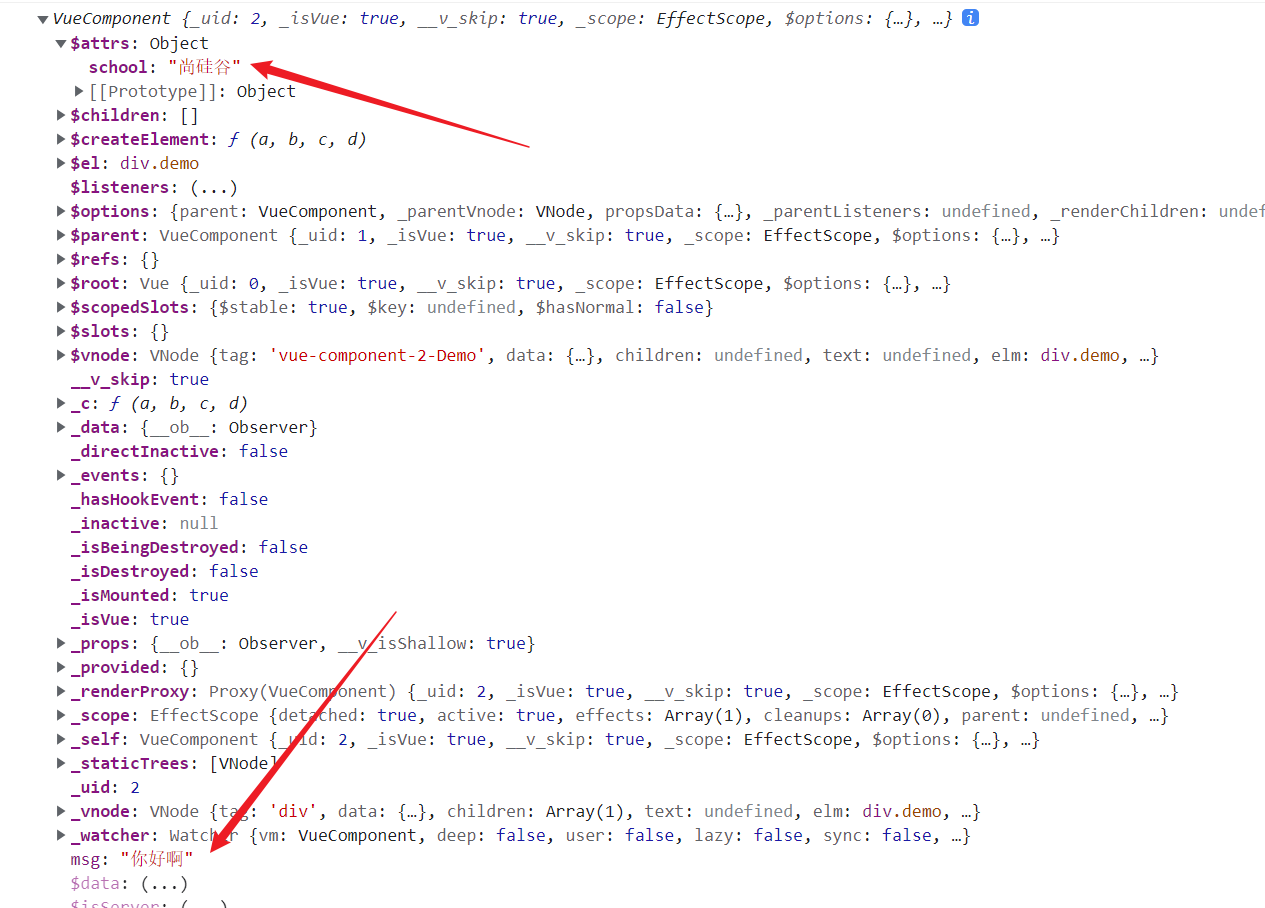 VueComponent {_uid: 2, _isVue: true, __v_skip: true, _scope: EffectScope, $options: {…}, …} i
$attrs: Object
school: "尚硅谷"
[[Prototype]]: Object
$children: []
$createElement: ƒ (a, b, c, d)
$el: div.demo
$listeners: (...)
$options: {parent: VueComponent, _parentVnode: VNode, propsData: {…}, _parentListeners: undefined, _renderChildren: undef
$parent: VueComponent {_uid: 1, _isVue: true, __v_skip: true, _scope: EffectScope, $options: {…}, …}
$refs: {}
$root: Vue {_uid: 0, _isVue: true, __v_skip: true, _scope: EffectScope, $options: {…}, …}
$scopedSlots: {$stable: true, $key: undefined, $hasNormal: false}
$slots: {}
$vnode: VNode {tag: 'vue-component-2-Demo', data: {…}, children: undefined, text: undefined, elm: div.demo, …}
__v_skip: true
_c: ƒ (a, b, c, d)
_data: {__ob__: Observer}
_directInactive: false
_events: {}
_hasHookEvent: false
_inactive: null
_isBeingDestroyed: false
_isDestroyed: false
_isMounted: true
_isVue: true
_props: {__ob__: Observer, __v_isShallow: true}
_provided: {}
_renderProxy: Proxy(VueComponent) {_uid: 2, _isVue: true, __v_skip: true, _scope: EffectScope, $options: {…}, …}
_scope: EffectScope {detached: true, active: true, effects: Array(1), cleanups: Array(0), parent: undefined, …}
_self: VueComponent {_uid: 2, _isVue: true, __v_skip: true, _scope: EffectScope, $options: {…}, …}
_staticTrees: [VNode]
_uid: 2
_vnode: VNode {tag: 'div', data: {…}, children: Array(1), text: undefined, elm: div.demo, …}
_watcher: Watcher {vm: VueComponent, deep: false, user: false, lazy: false, sync: false, …}
msg: "你好啊"
$data: (...)
$isServer: (...)